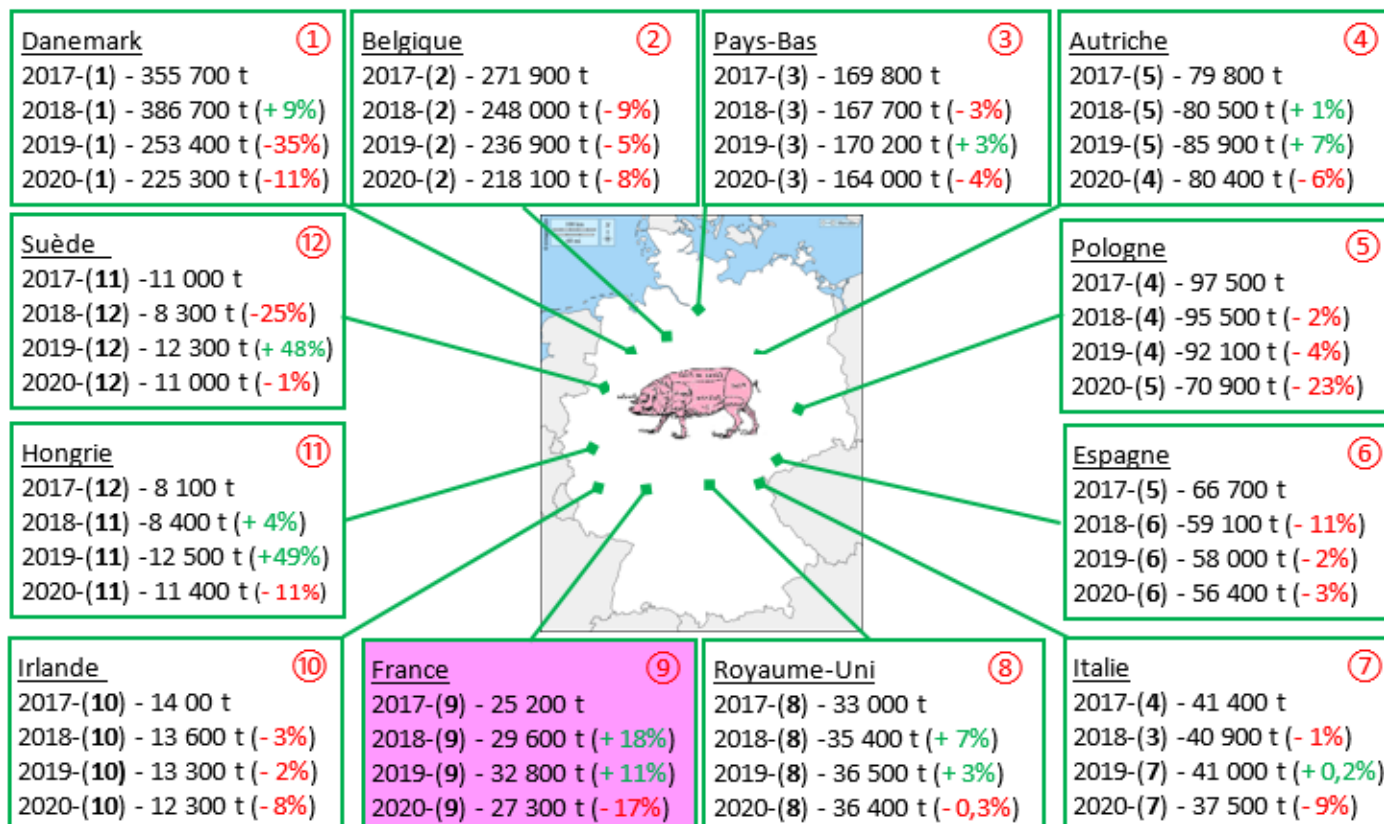 Danemark ①
2017-(1) - 355 700 t
2018-(1) - 386 700 t (+ 9%)
2019-(1) - 253 400 t (-35%)
2020-(1) - 225 300 t (-11%)
Belgique ②
2017-(2) - 271 900 t
2018-(2) - 248 000 t (- 9%)
2019-(2) - 236 900 t (- 5%)
2020-(2) - 218 100 t (- 8%)
Pays-Bas ③
2017-(3) - 169 800 t
2018-(3) - 167 700 t (- 3%)
2019-(3) - 170 200 t (+ 3%)
2020-(3) - 164 000 t (- 4%)
Autriche ④
2017-(5) - 79 800 t
2018-(5) -80 500 t (+ 1%)
2019-(5) -85 900 t (+ 7%)
2020-(4) -80 400 t (- 6%)
Suède ⑫
2017-(11) -11 000 t
2018-(12) - 8 300 t (-25%)
2019-(12) - 12 300 t (+ 48%)
2020-(12) - 11 000 t (- 1%)
Pologne ⑤
2017-(4) - 97 500 t
2018-(4) -95 500 t (- 2%)
2019-(4) -92 100 t (- 4%)
2020-(5) -70 900 t (- 23%)
Hongrie ⑪
2017-(12) - 8 100 t
2018-(11) -8 400 t (+ 4%)
2019-(11) -12 500 t (+49%)
2020-(11) - 11 400 t (- 11%)
Espagne ⑥
2017-(5) - 66 700 t
2018-(6) -59 100 t (- 11%)
2019-(6) - 58 000 t (- 2%)
2020-(6) - 56 400 t (- 3%)
Irlande ⑩
2017-(10) - 14 00 t
2018-(10) - 13 600 t (- 3%)
2019-(10) - 13 300 t (- 2%)
2020-(10) - 12 300 t (- 8%)
France ⑨
2017-(9) - 25 200 t
2018-(9) - 29 600 t (+ 18%)
2019-(9) - 32 800 t (+ 11%)
2020-(9) - 27 300 t (- 17%)
Royaume-Uni ⑧
2017-(8) - 33 000 t
2018-(8) -35 400 t (+ 7%)
2019-(8) - 36 500 t (+ 3%)
2020-(8) - 36 400 t (- 0,3%)
Italie ⑦
2017-(4) - 41 400 t
2018-(3) -40 900 t (- 1%)
2019-(7) - 41 000 t (+ 0,2%)
2020-(7) - 37 500 t (- 9%)